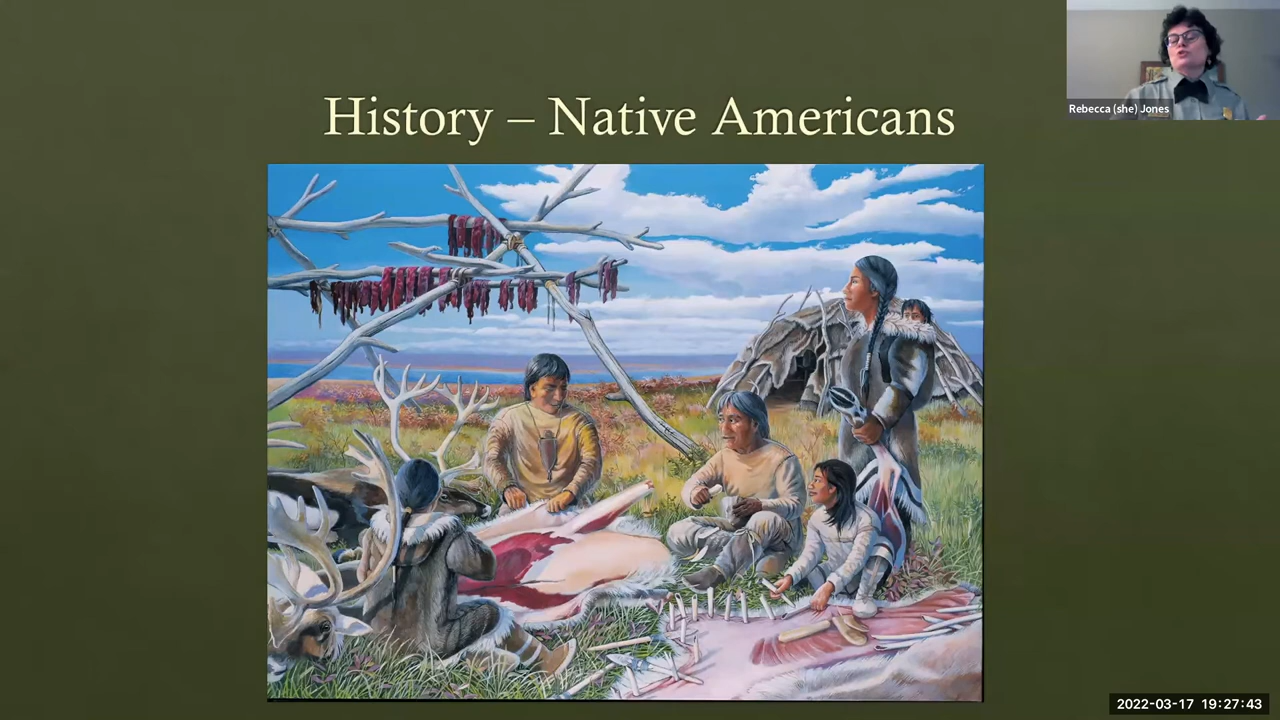 History – Native Americans
Rebecca (she) Jones
2022-03-17 19:27:43